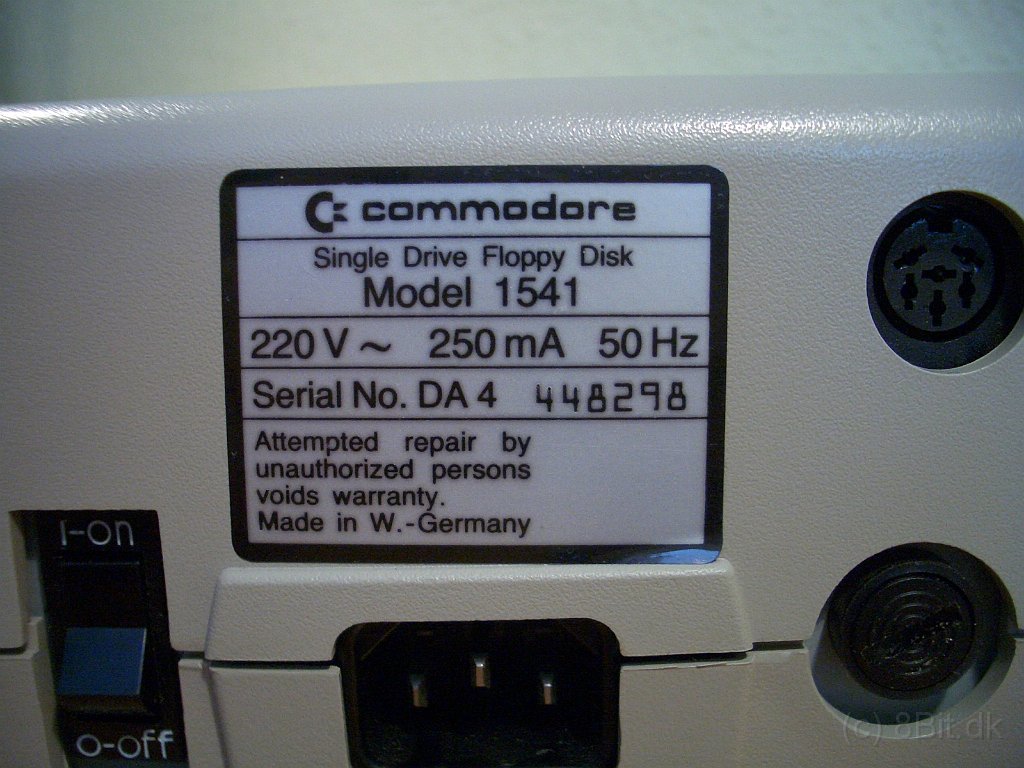 commodore
Single Drive Floppy Disk
Model 1541
220 V ~ 250 mA 50 Hz
Serial No. DA 4 448298
Attempted repair by
unauthorized persons
voids warranty.
Made in W.-Germany
I-on
O-off
(c) 8Bit.dk